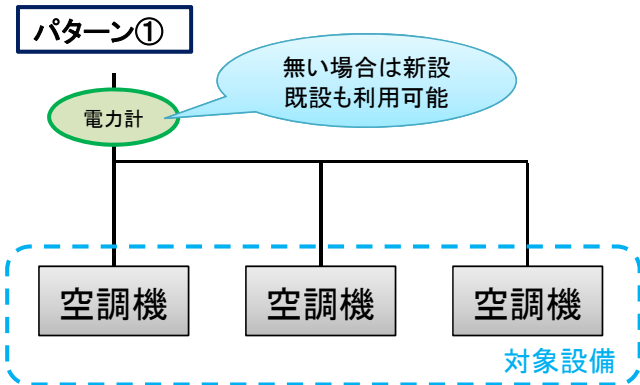 パターン①
無い場合は新設
既設も利用可能
電力計
空調機
空調機
空調機
対象設備